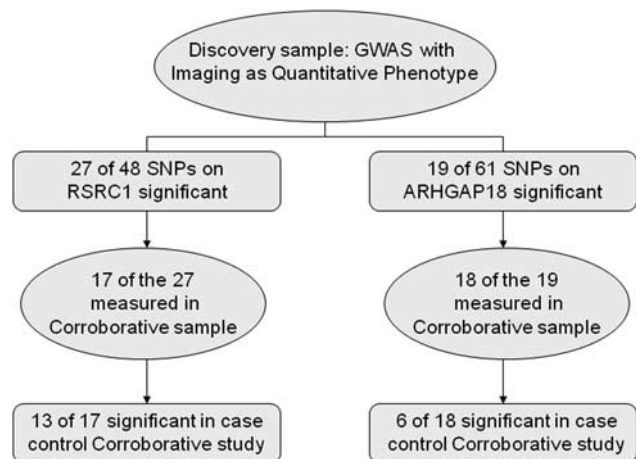 Discovery sample: GWAS with
Imaging as Quantitative Phenotype
27 of 48 SNPs on
RSRC1 significant
19 of 61 SNPs on
ARHGAP18 significant
17 of the 27
measured in
Corroborative sample
18 of the 19
measured in
Corroborative sample
13 of 17 significant in case
control Corroborative study
6 of 18 significant in case
control Corroborative study